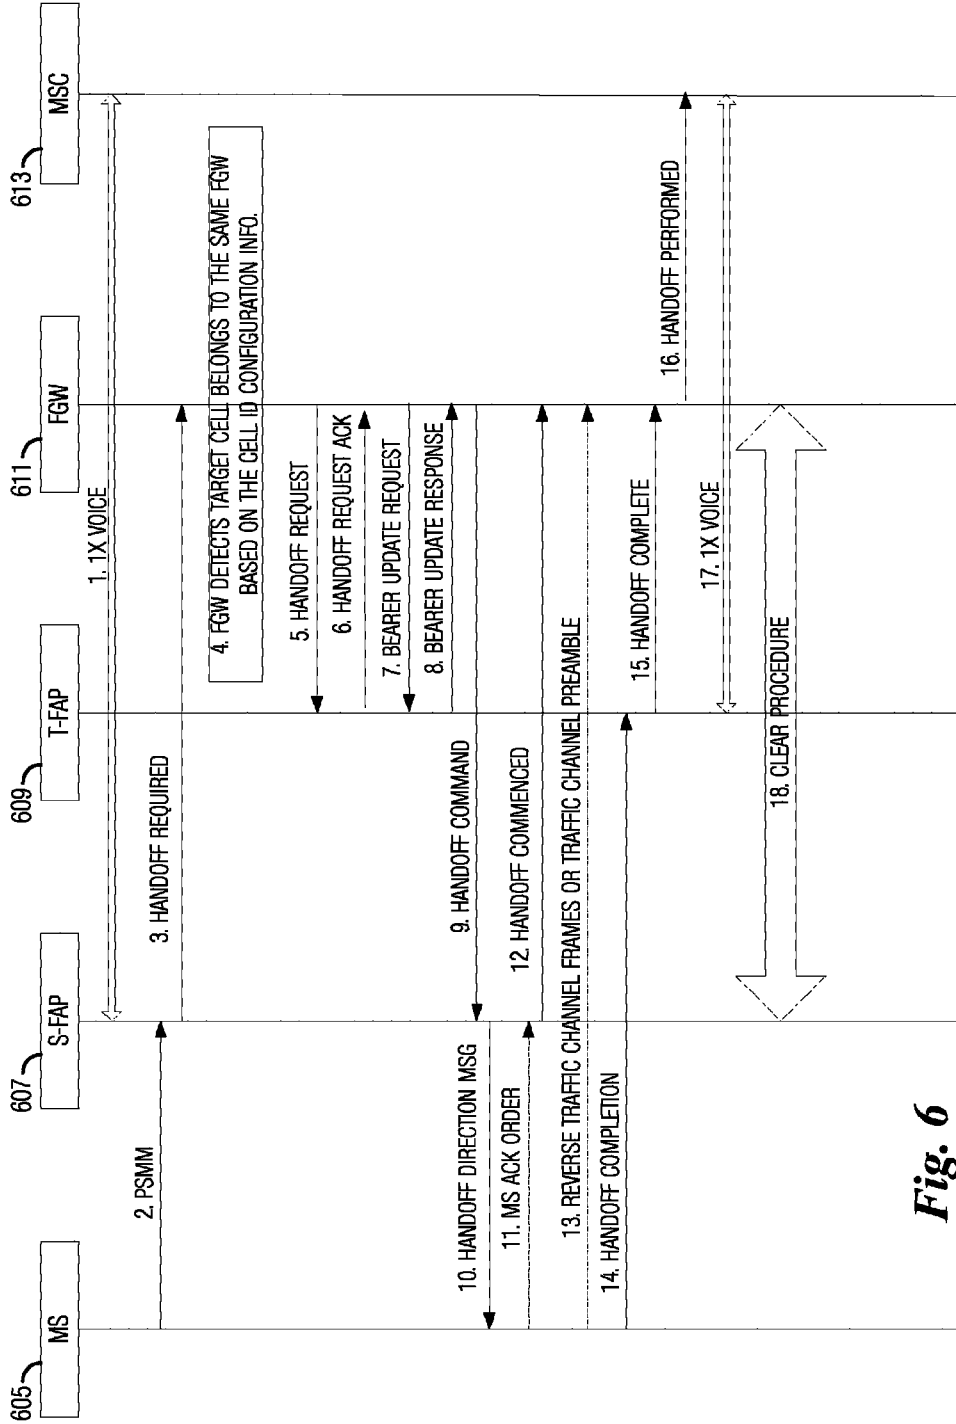 605
607
609
611
613
MS
S-FAP
T-FAP
FGW
MSC
1. 1X VOICE
2. PSMM
3. HANDOFF REQUIRED
4. FGW DETECTS TARGET CELL BELONGS TO THE SAME FGW
BASED ON THE CELL ID CONFIGURATION INFO.
5. HANDOFF REQUEST
6. HANDOFF REQUEST ACK
7. BEARER UPDATE REQUEST
8. BEARER UPDATE RESPONSE
9. HANDOFF COMMAND
10. HANDOFF DIRECTION MSG
11. MS ACK ORDER
12. HANDOFF COMMENCED
13. REVERSE TRAFFIC CHANNEL FRAMES OR TRAFFIC CHANNEL PREAMBLE
14. HANDOFF COMPLETION
15. HANDOFF COMPLETE
16. HANDOFF PERFORMED
17. 1X VOICE
18. CLEAR PROCEDURE
Fig. 6